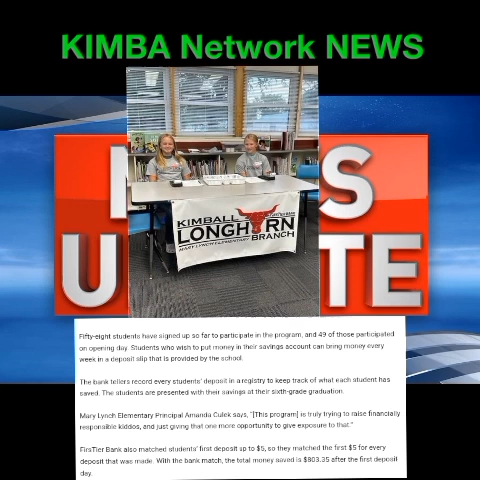 KIMBA Network NEWS
N S
U TE
KIMBALL
LONGHORN
MARY LYNCH ELEMENTARY BRANCH
Fifty-eight students have signed up so far to participate in the program, and 49 of those participated
on opening day. Students who wish to put money in their savings account can bring money every
week in a deposit slip that is provided by the school.
The bank tellers record every students' deposit in a registry to keep track of what each student has
saved. The students are presented with their savings at their sixth-grade graduation.
Mary Lynch Elementary Principal Amanda Culek says, "[This program] is truly trying to raise financially
responsible kiddos, and just giving that one more opportunity to give exposure to that."
FirsTier Bank also matched students' first deposit up to $5, so they matched the first $5 for every
deposit that was made. With the bank match, the total money saved is $803.35 after the first deposit
day.